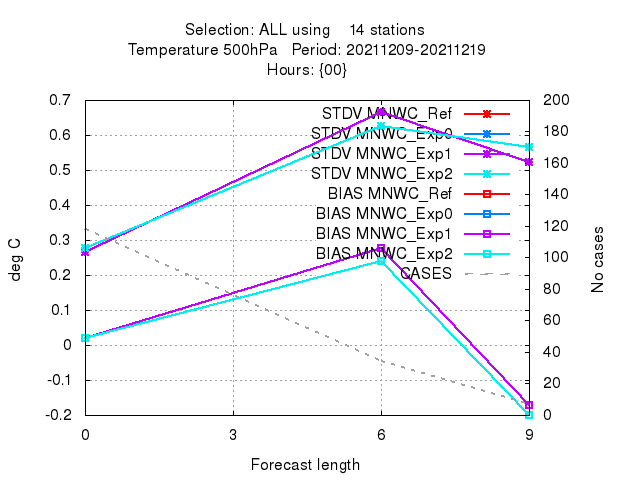 Selection: ALL using 14 stations
Temperature 500hPa Period: 20211209-20211219
Hours: {00}
0.7 200
STDV MNWC_Ref
0.6 180
STDV MNWC_Exp0
STDV MNWC_Exp1
0.5 160
STDV MNWC_Exp2
BIAS MNWC_Ref
0.4 140
BIAS MNWC_Exp0
120
BIAS MNWC_Exp1
0.3
BIAS MNWC_Exp2
100
CASES
0.2
80
0.1 60
0 40
-0.1 20
-0.2 0
deg C
No cases
0 3 6 9
Forecast length